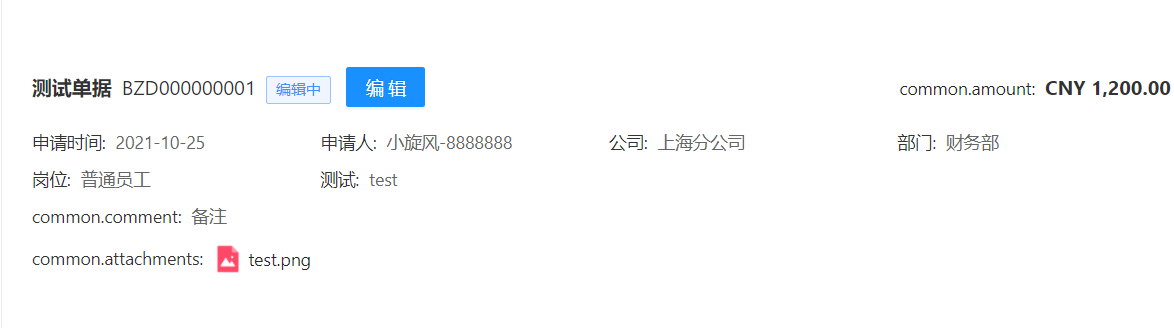 测试单据 BZD000000001 编辑中 编辑 common.amount: CNY 1,200.00
申请时间: 2021-10-25 申请人: 小旋风-8888888 公司: 上海分公司 部门: 财务部
岗位: 普通员工 测试: test
common.comment: 备注
common.attachments: test.png